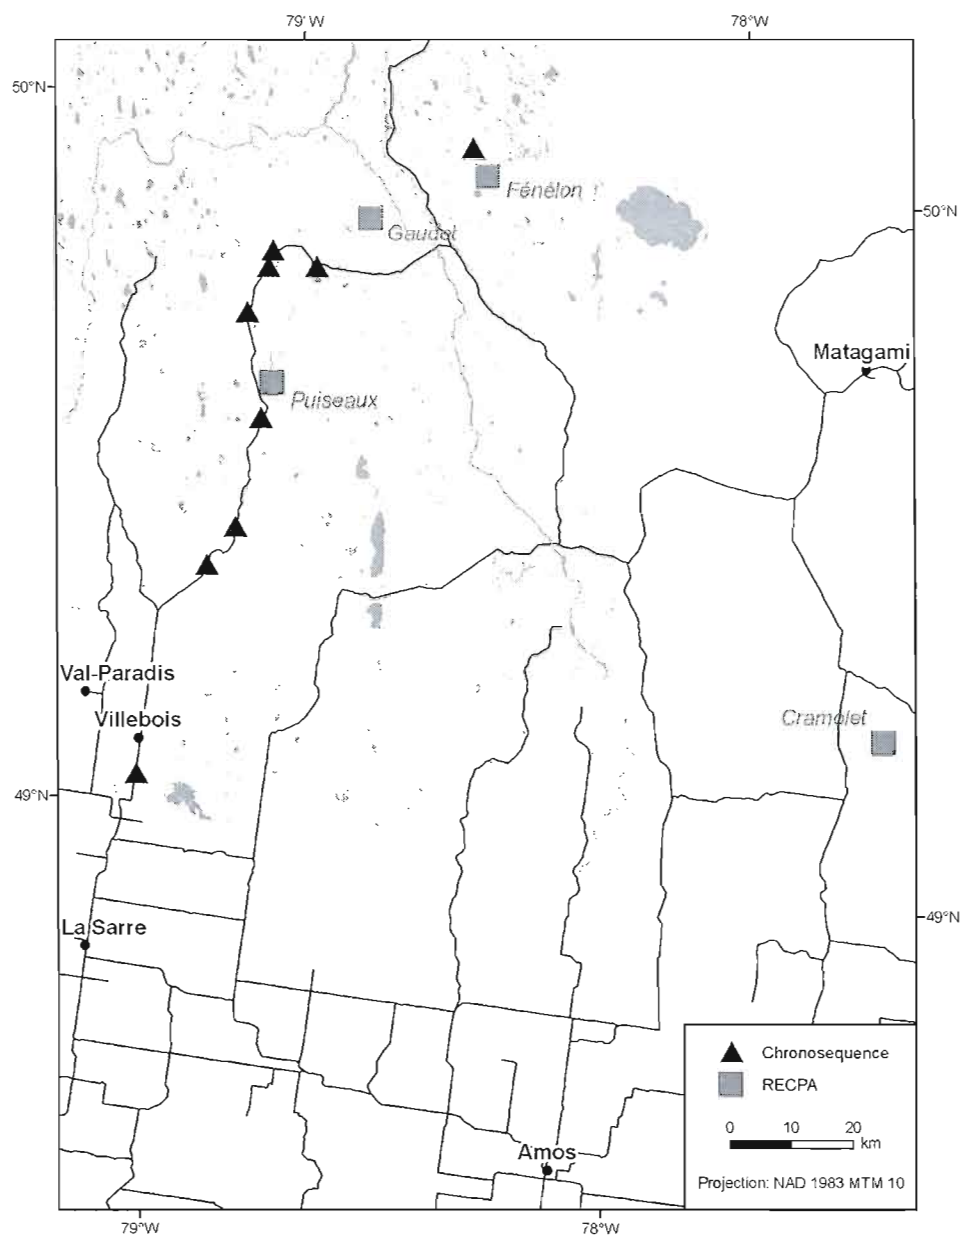 79°W
78°W
50°N
Fénélon
50°N
Gaudet
Matagami
Puiseaux
Val-Paradis
Villebois
Cramolet
49°N
49°N
La Sarre
Chronosequence
RECPA
0 10 20
km
Amos
Projection: NAD 1983 MTM 10
79°W
78°W